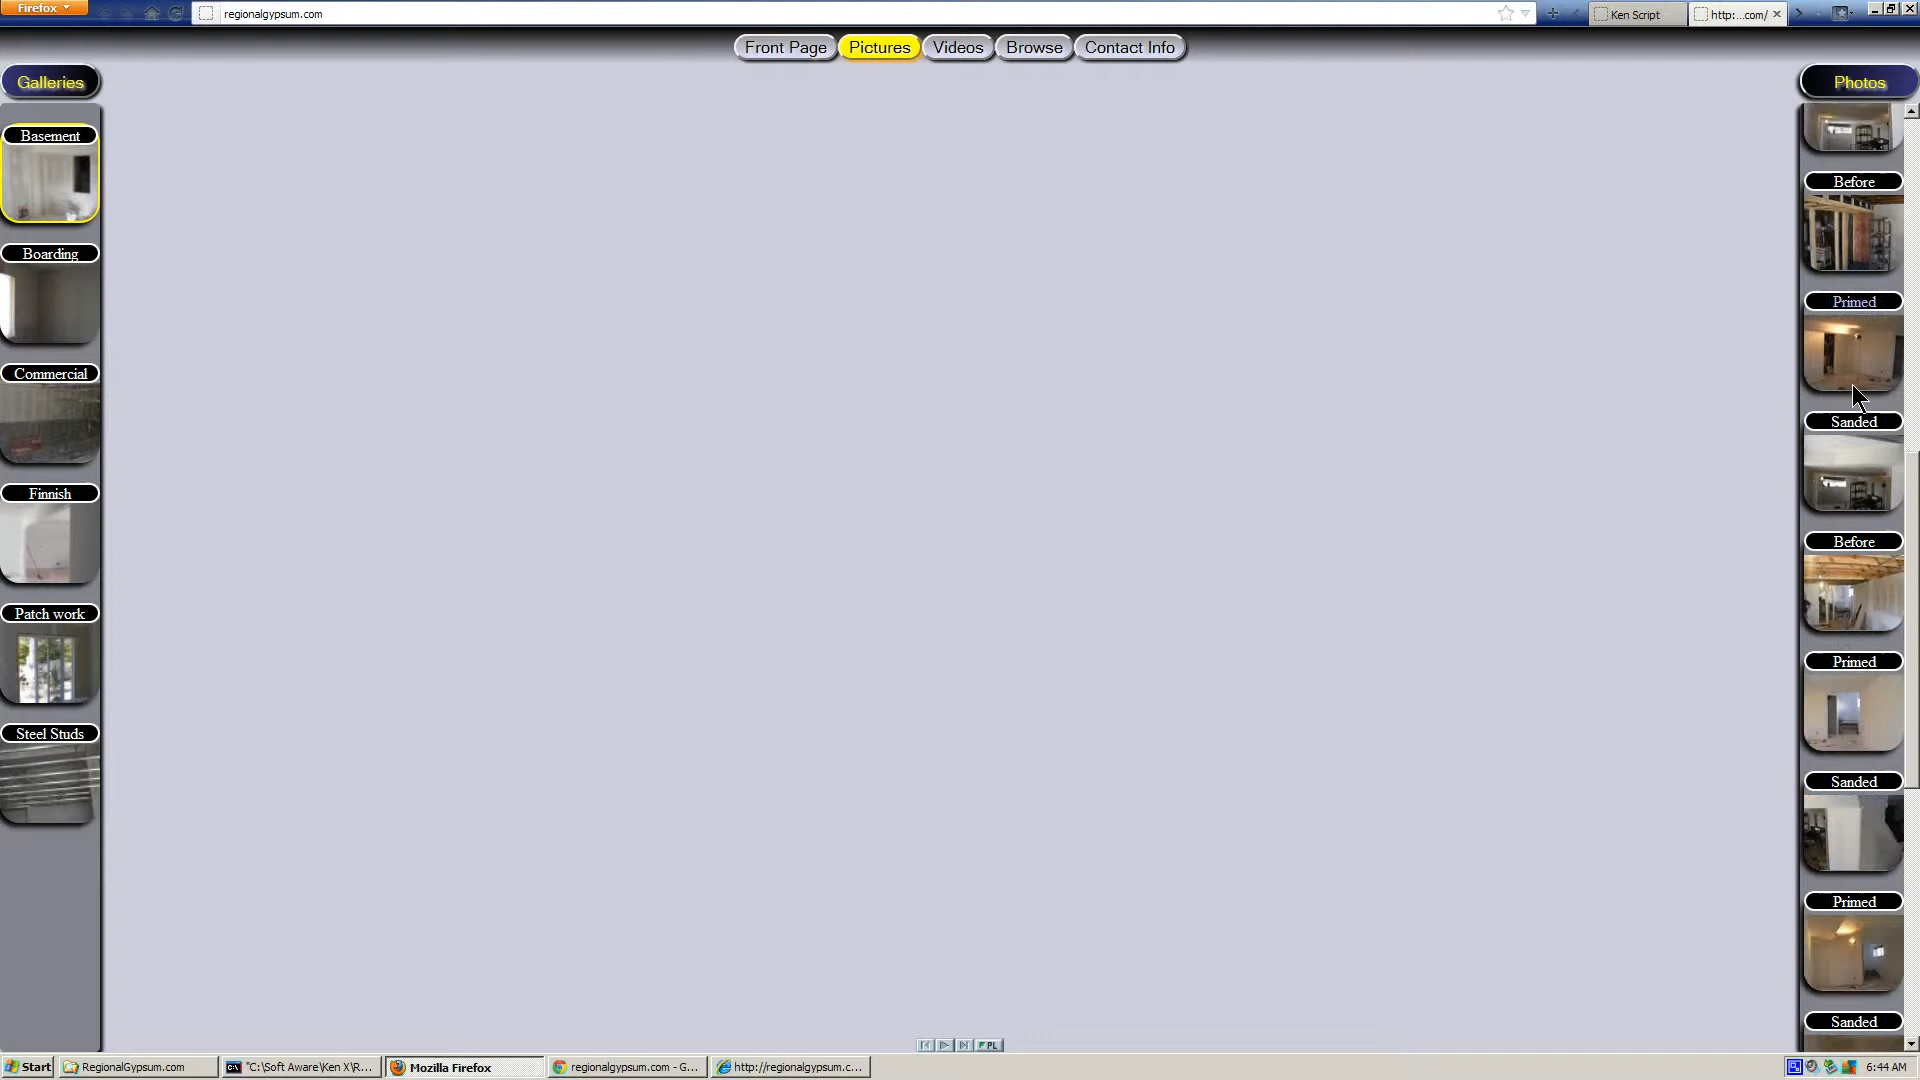 Firefox
regionalgypsum.com
Ken Script
http:...com/
Front Page
Pictures
Videos
Browse
Contact Info
Galleries
Basement
Boarding
Commercial
Finnish
Patch work
Steel Studs
Photos
Before
Primed
Sanded
Before
Primed
Sanded
Primed
Sanded
PL
Start
RegionalGypsum.com
"C:\Soft Aware\Ken X\R...
Mozilla Firefox
regionalgypsum.com - G...
http://regionalgypsum.c...
6:44 AM